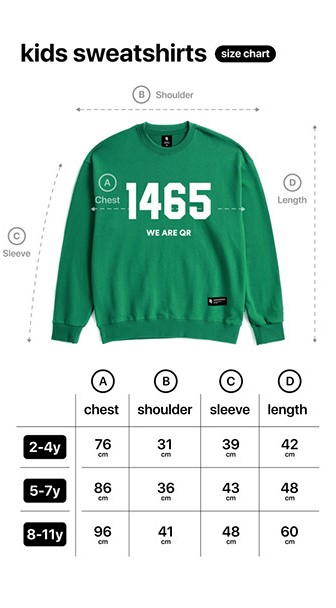 kids sweatshirts size chart
B Shoulder
A
Chest
1465
WE ARE QR
D
Length
C
Sleeve
A B C D
chest shoulder sleeve length
2-4y 76 cm 31 cm 39 cm 42 cm
5-7y 86 cm 36 cm 43 cm 48 cm
8-11y 96 cm 41 cm 48 cm 60 cm